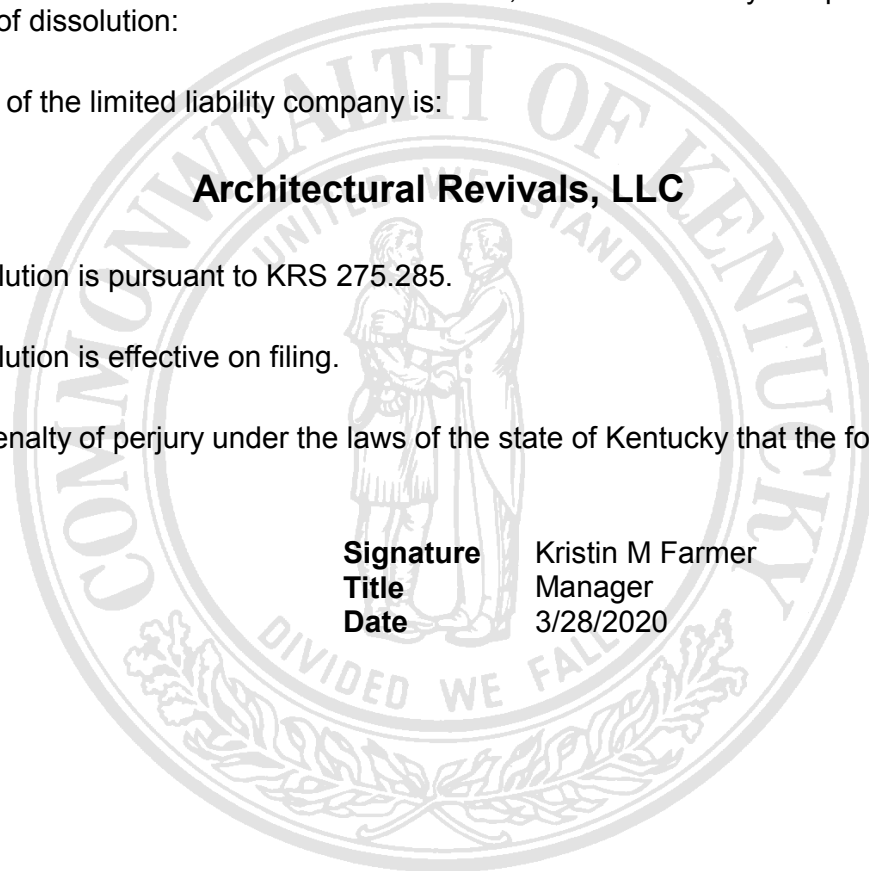 of dissolution:
of the limited liability company is:
Architectural Revivals, LLC
lution is pursuant to KRS 275.285.
lution is effective on filing.
enalty of perjury under the laws of the state of Kentucky that the fo
Signature Kristin M Farmer
Title Manager
Date 3/28/2020
COMMONWEALTH OF KENTUCKY
UNITED WE STAND
DIVIDED WE FALL